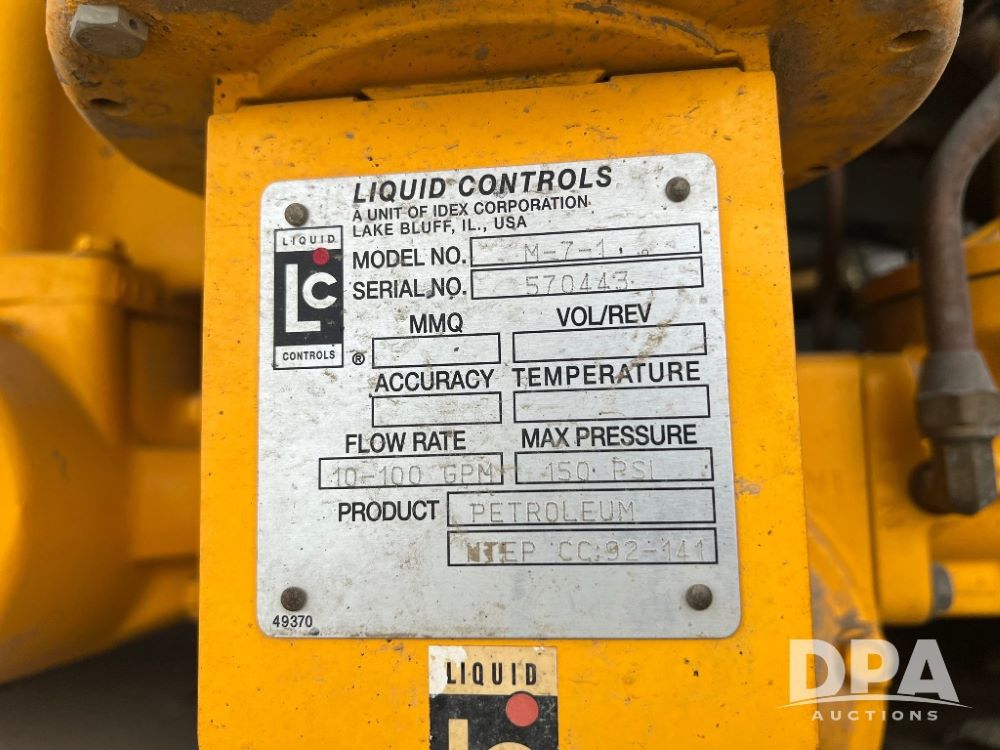 LIQUID CONTROLS
A UNIT OF IDEX CORPORATION
LAKE BLUFF, IL., USA
LIQUID
LC
CONTROLS
®
MODEL NO. M-7-1
SERIAL NO. 570443
MMQ VOL/REV
ACCURACY TEMPERATURE
FLOW RATE MAX PRESSURE
10-100 GPM 150 PSI
PRODUCT PETROLEUM
NTEP CC 92-141
49370
LIQUID
DPA
AUCTIONS